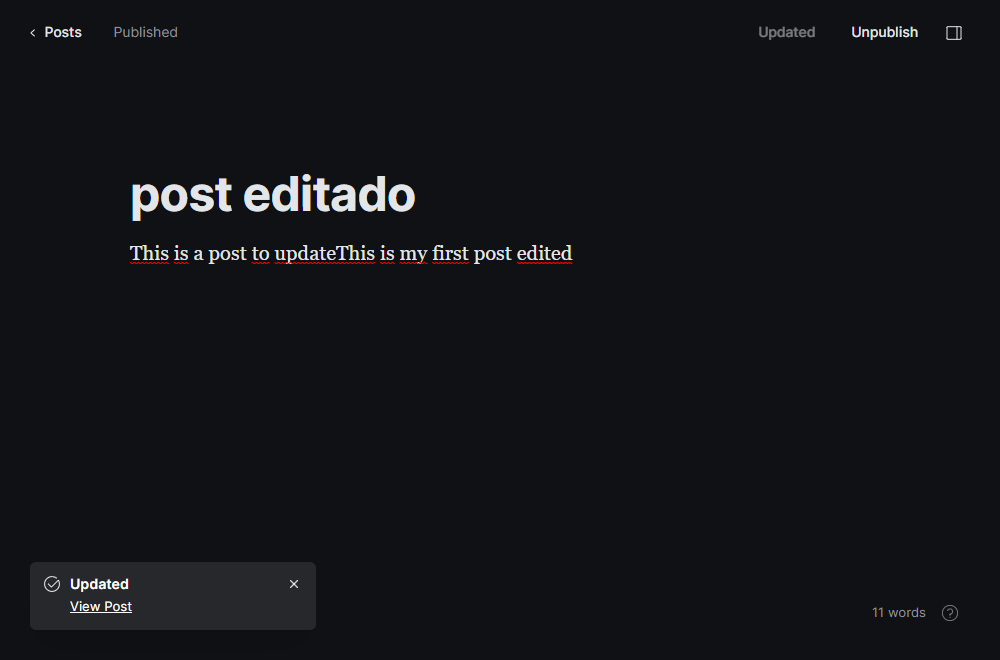 Posts Published Updated Unpublish
post editado
This is a post to updateThis is my first post edited
Updated
View Post
11 words